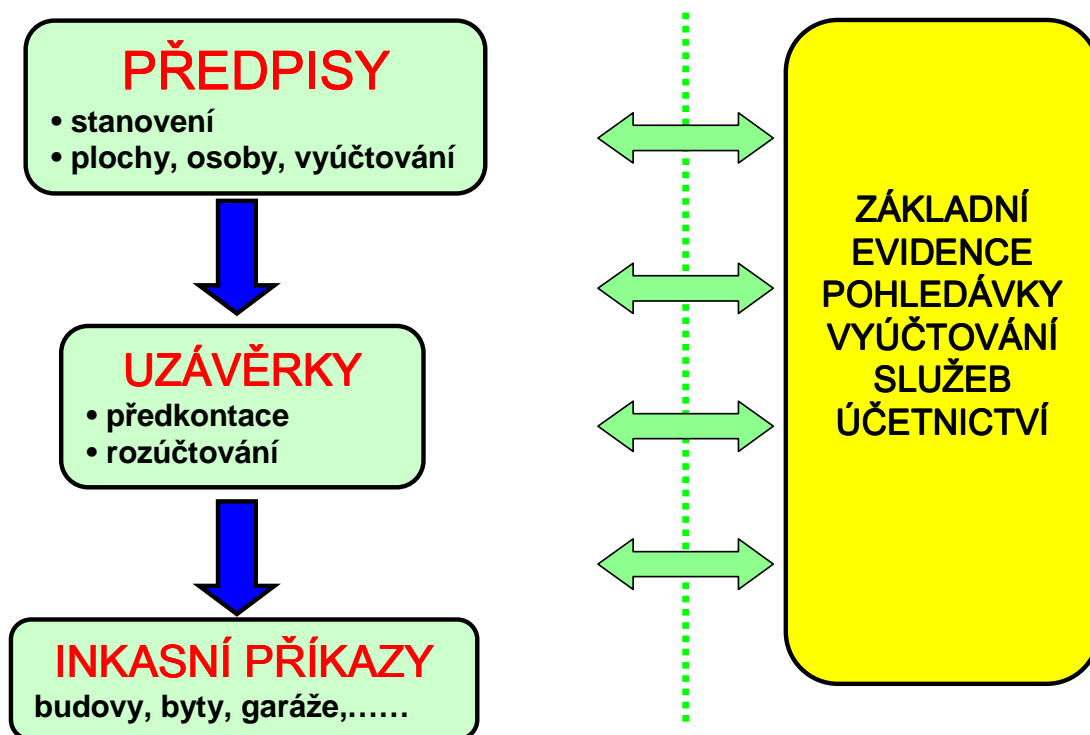 PŘEDPISY
• stanovení
• plochy, osoby, vyúčtování
UZÁVĚRKY
• předkontace
• rozúčtování
INKASNÍ PŘÍKAZY
budovy, byty, garáže,......
ZÁKLADNÍ
EVIDENCE
POHLEDÁVKY
VYÚČTOVÁNÍ
SLUŽEB
ÚČETNICTVÍ